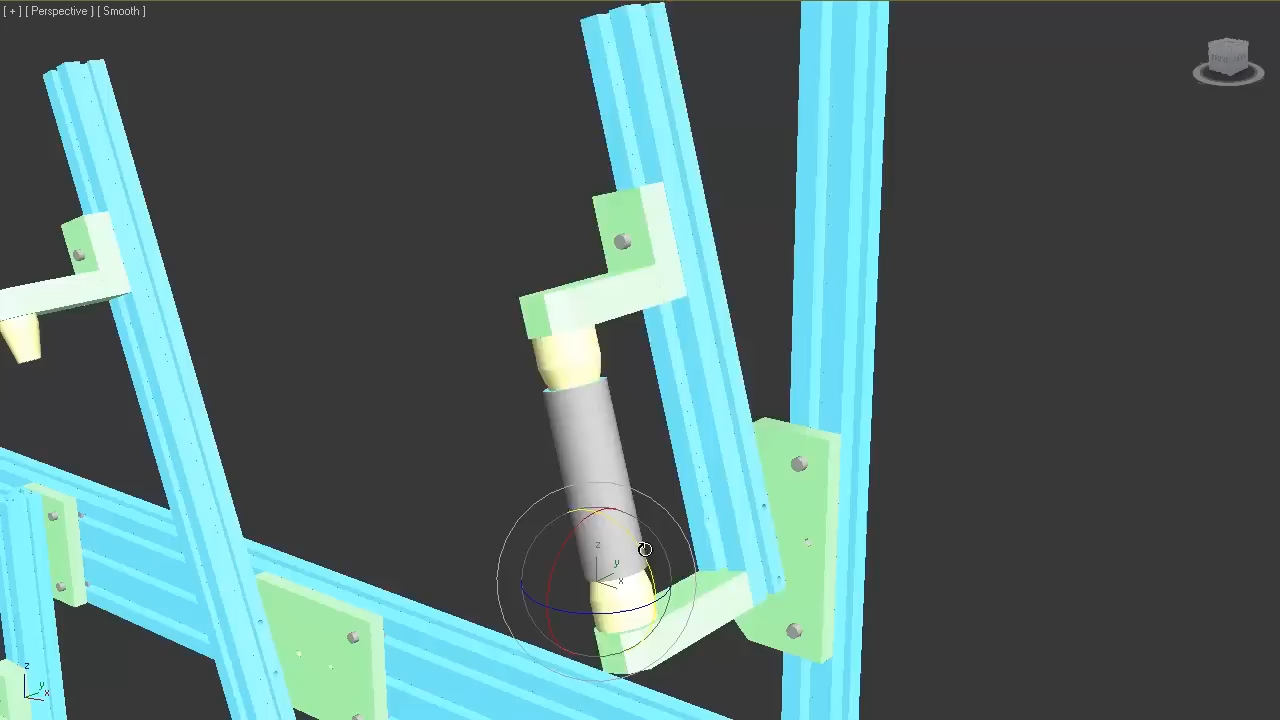 [ + ] [ Perspective ] [ Smooth ]
z
y
x
z
y
x